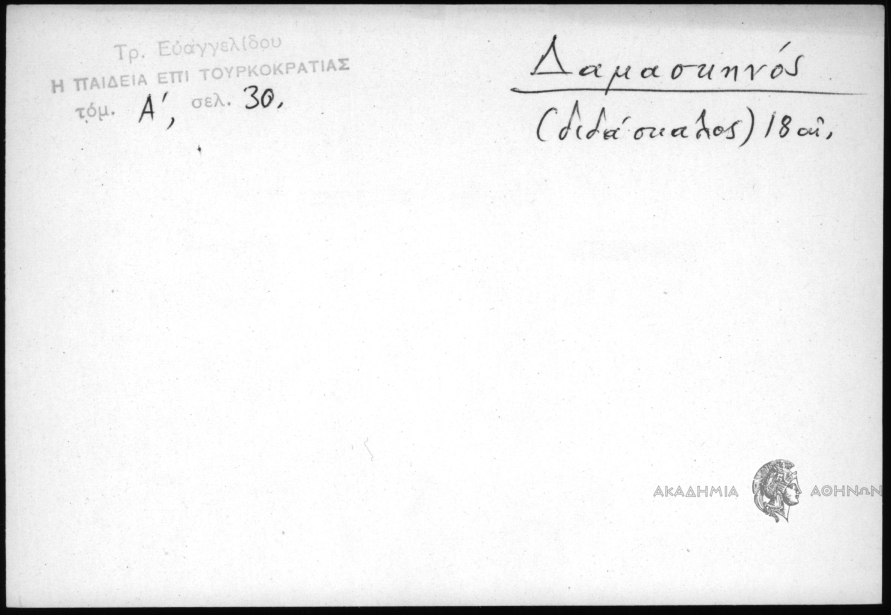 Τρ. Εὐαγγελίδου
Η ΠΑΙΔΕΙΑ ΕΠΙ ΤΟΥΡΚΟΚΡΑΤΙΑΣ
τόμ. Α΄, σελ. 30.
Δαμασκηνός
(διδάσκαλος) 18 αἰ.
ΑΚΑΔΗΜΙΑ ΑΘΗΝΩΝ